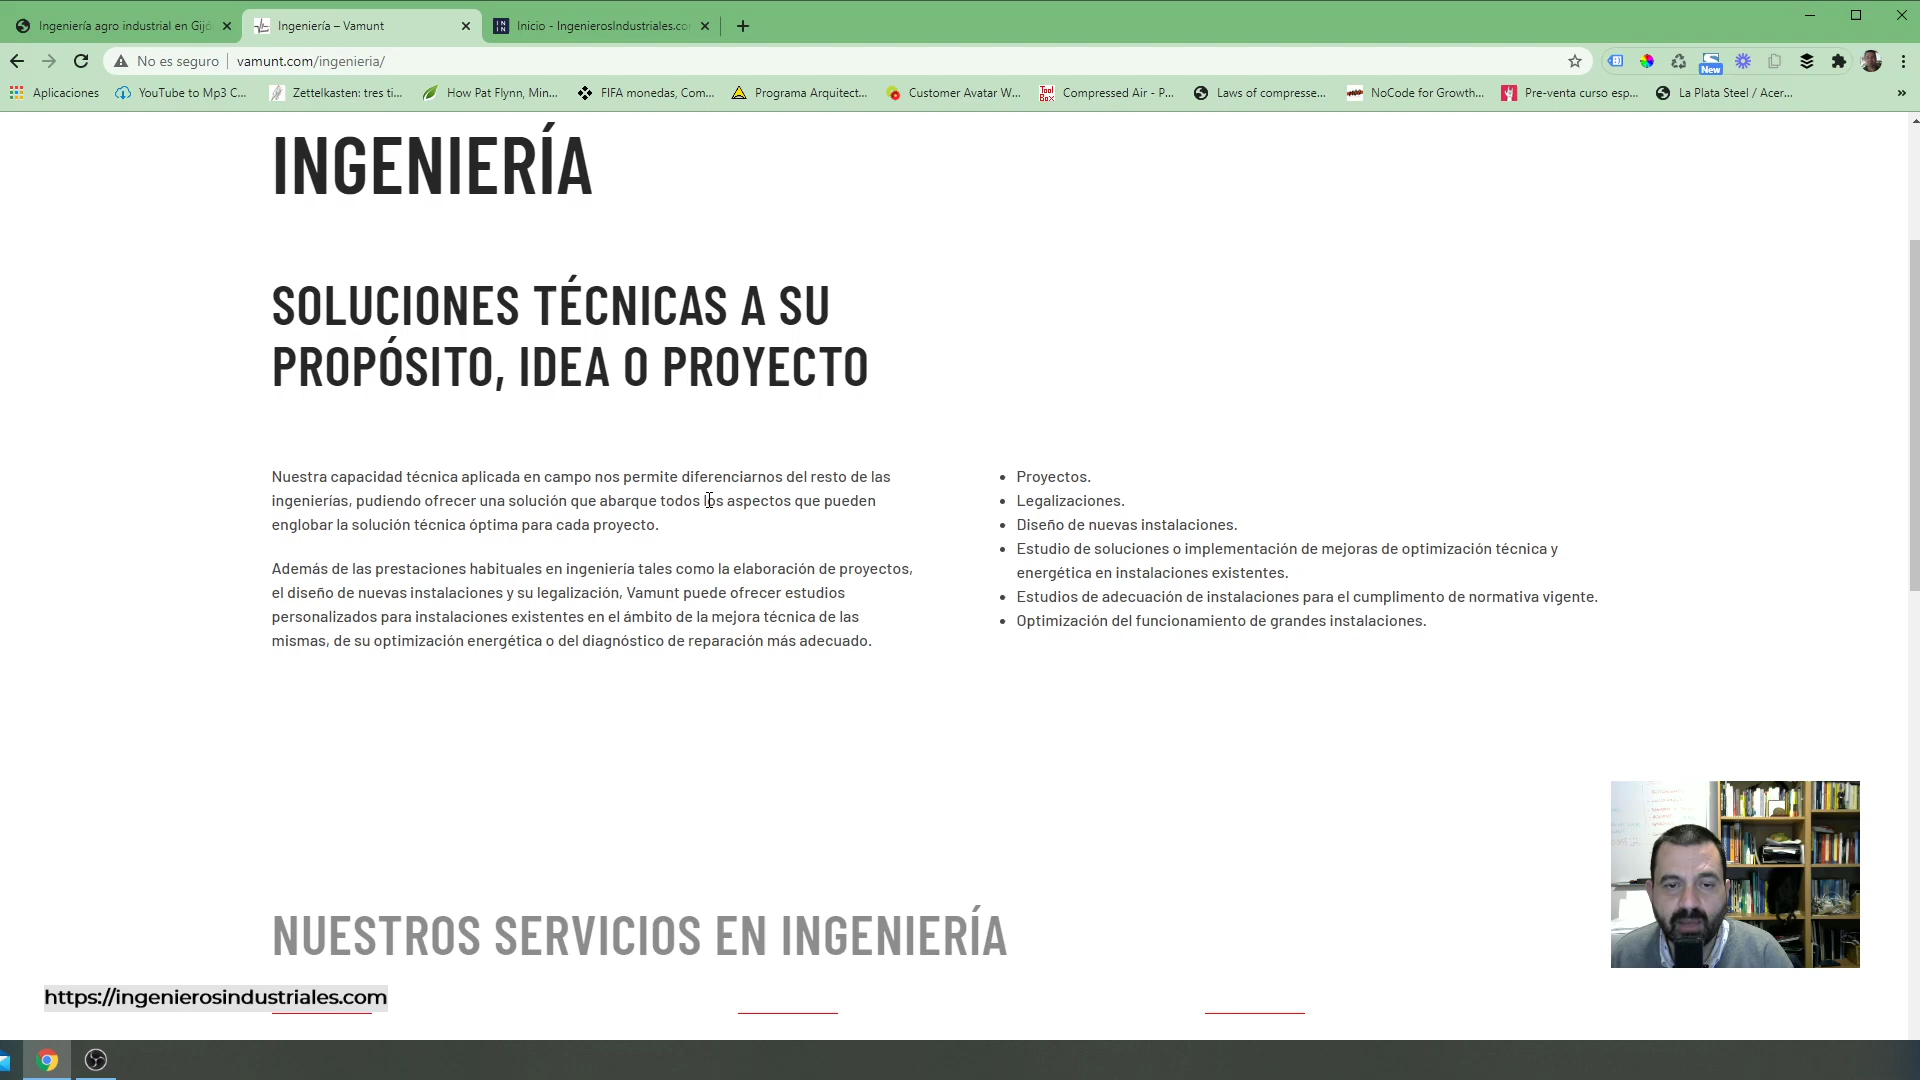 Ingeniería agro industrial en Gijó
Ingeniería – Vamunt
Inicio - IngenierosIndustriales.co
No es seguro
vamunt.com/ingenieria/
New
Aplicaciones
YouTube to Mp3 C...
Zettelkasten: tres ti...
How Pat Flynn, Min...
FIFA monedas, Com...
Programa Arquitect...
Customer Avatar W...
Tool Box
Compressed Air - P...
Laws of compresse...
NoCode for Growth...
Pre-venta curso esp...
La Plata Steel / Acer...
»
INGENIERÍA
SOLUCIONES TÉCNICAS A SU
PROPÓSITO, IDEA O PROYECTO
Nuestra capacidad técnica aplicada en campo nos permite diferenciarnos del resto de las
ingenierías, pudiendo ofrecer una solución que abarque todos los aspectos que pueden
englobar la solución técnica óptima para cada proyecto.
Además de las prestaciones habituales en ingeniería tales como la elaboración de proyectos,
el diseño de nuevas instalaciones y su legalización, Vamunt puede ofrecer estudios
personalizados para instalaciones existentes en el ámbito de la mejora técnica de las
mismas, de su optimización energética o del diagnóstico de reparación más adecuado.
• Proyectos.
• Legalizaciones.
• Diseño de nuevas instalaciones.
• Estudio de soluciones o implementación de mejoras de optimización técnica y
energética en instalaciones existentes.
• Estudios de adecuación de instalaciones para el cumplimento de normativa vigente.
• Optimización del funcionamiento de grandes instalaciones.
NUESTROS SERVICIOS EN INGENIERÍA
https://ingenierosindustriales.com